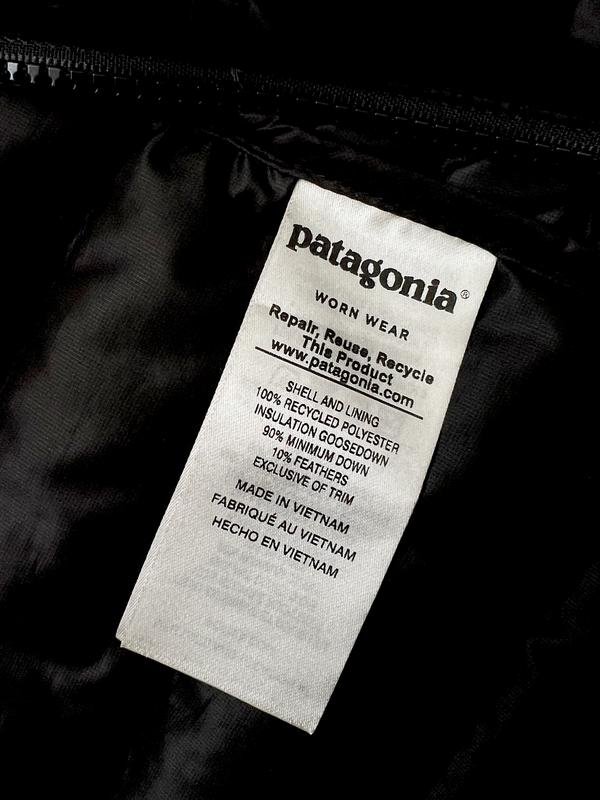 patagonia®
WORN WEAR
Repair, Reuse, Recycle
This Product
www.patagonia.com
SHELL AND LINING
100% RECYCLED POLYESTER
INSULATION GOOSEDOWN
90% MINIMUM DOWN
10% FEATHERS
EXCLUSIVE OF TRIM
MADE IN VIETNAM
FABRIQUÉ AU VIETNAM
HECHO EN VIETNAM